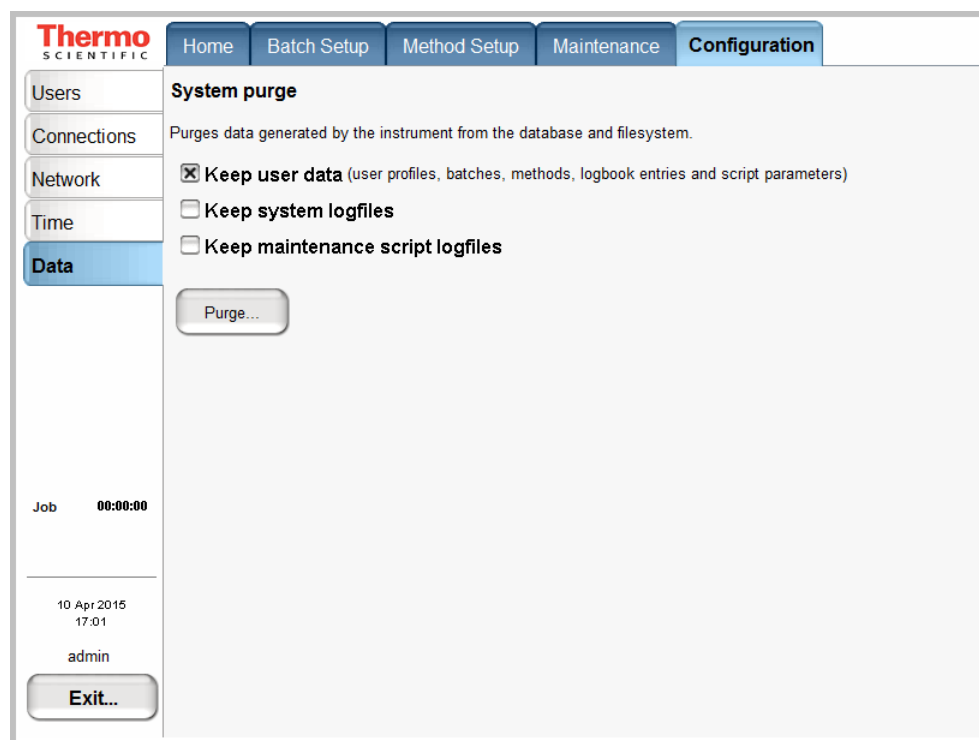 Thermo
SCIENTIFIC
Home Batch Setup Method Setup Maintenance Configuration
Users
Connections
Network
Time
Data
System purge
Purges data generated by the instrument from the database and filesystem.
Keep user data (user profiles, batches, methods, logbook entries and script parameters)
Keep system logfiles
Keep maintenance script logfiles
Purge...
Job 00:00:00
10 Apr 2015
17:01
admin
Exit...